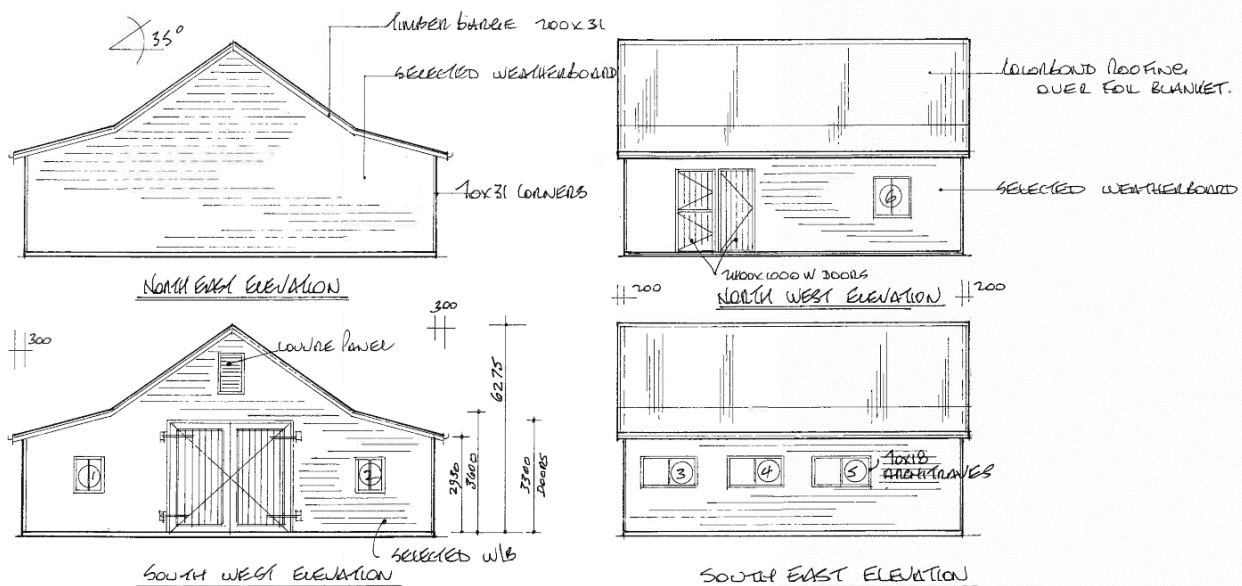 35°
TIMBER BARGE 200x31
SELECTED WEATHERBOARD
70x31 CORNERS
NORTH EAST ELEVATION
COLORBOND ROOFING
OVER FOIL BLANKET.
SELECTED WEATHERBOARD
6
2400x1000 W DOORS
200
NORTH WEST ELEVATION
200
300
300
LOUVRE PANEL
6275
1
2
2950
3600
3300
DOORS
SELECTED W/B
SOUTH WEST ELEVATION
3
4
5
70x18
ARCHITRAVES
SOUTH EAST ELEVATION